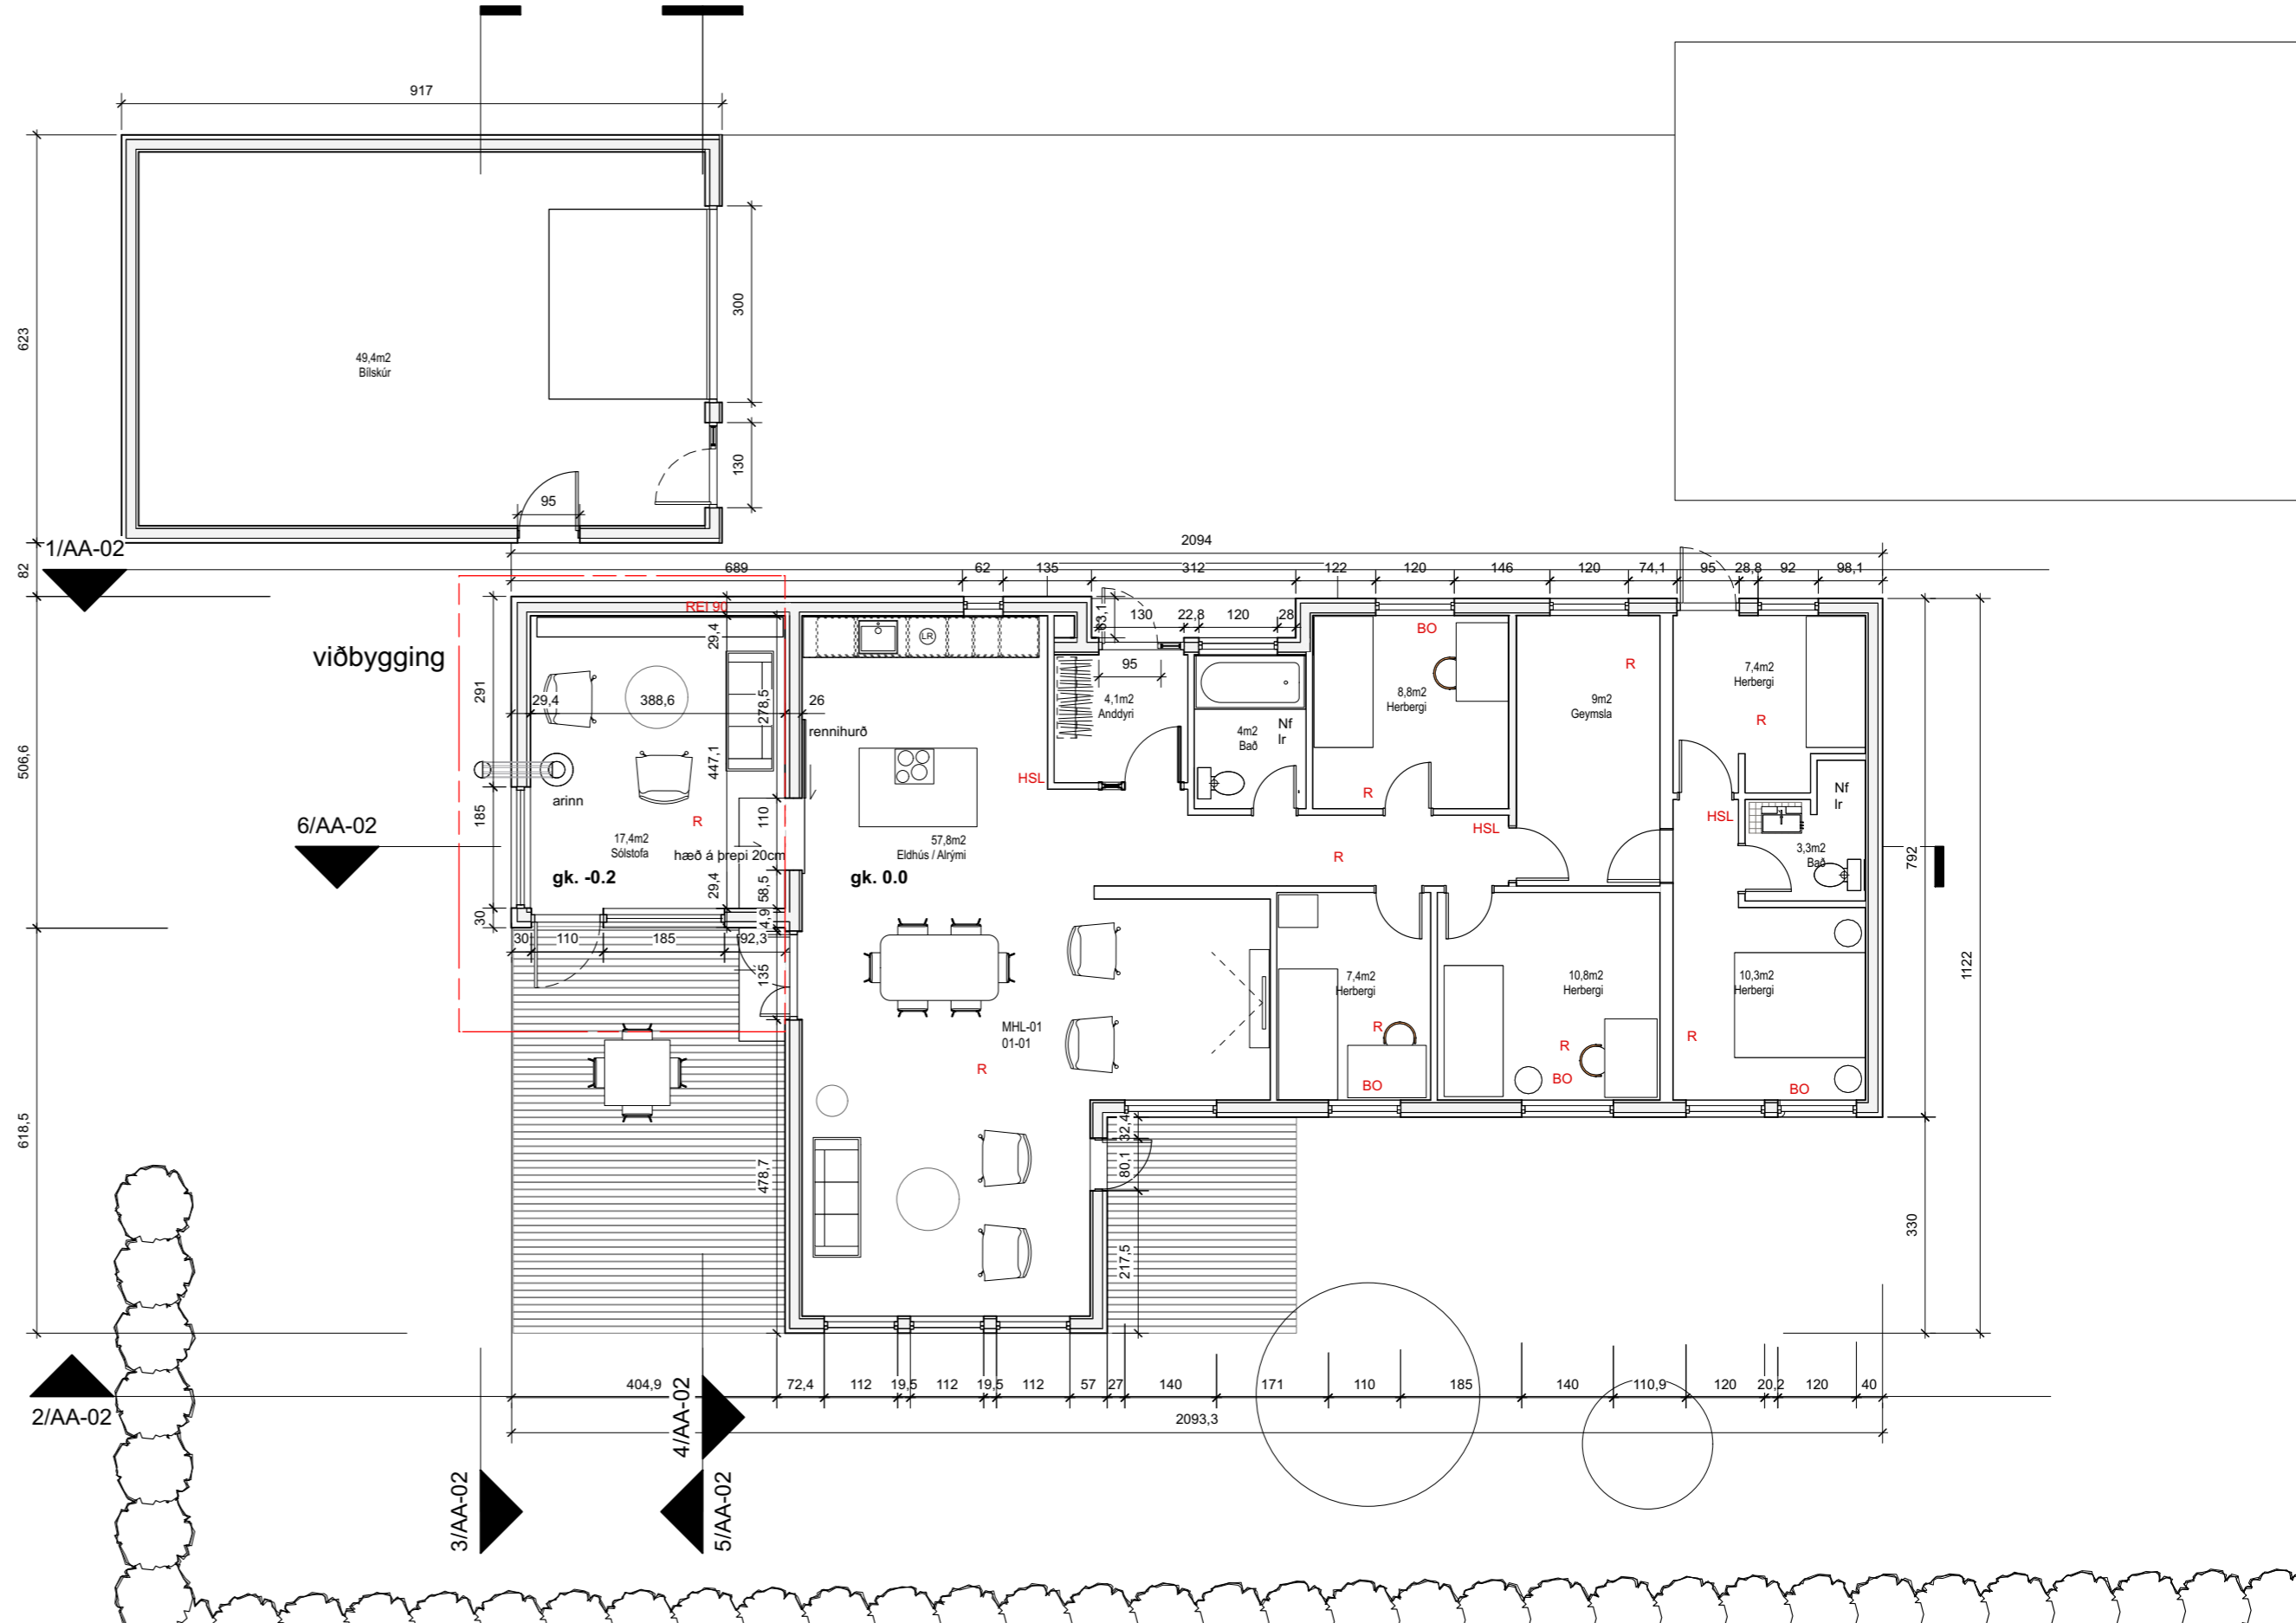 917
623
300
130
49,4m2
Bílskúr
95
1/AA-02
82
2094
689
62
135
312
122
120
146
120
74,1
95
28,8
92
98,1
REI 90
viðbygging
29,4
63,1
130
22,8
120
28
BO
R
LR
95
291
29,4
388,6
278,5
26
rennihurð
4,1m2
Anddyri
4m2
Bað
Nf
Ir
8,8m2
Herbergi
9m2
Geymsla
7,4m2
Herbergi
R
506,6
447,1
HSL
arinn
R
Nf
Ir
185
110
R
HSL
HSL
6/AA-02
17,4m2
Sólstofa
hæð á þrepi 20cm
57,8m2
Eldhús / Alrými
R
3,3m2
Bað
792
gk. -0.2
gk. 0.0
29,4
58,5
30
4,9
30
110
185
92,3
135
1122
7,4m2
Herbergi
10,8m2
Herbergi
10,3m2
Herbergi
MHL-01
01-01
R
R
R
R
BO
BO
BO
618,5
478,7
32,4
80,1
217,5
330
404,9
72,4
112
19,5
112
19,5
112
57
27
140
171
110
185
140
110,9
120
20,2
120
40
2/AA-02
2093,3
4/AA-02
3/AA-02
5/AA-02